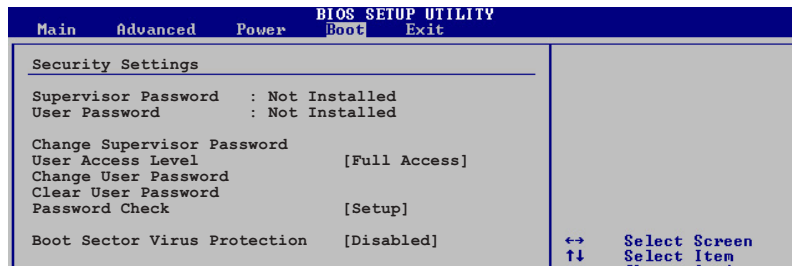 BIOS SETUP UTILITY
Main Advanced Power Boot Exit
Security Settings
Supervisor Password : Not Installed
User Password : Not Installed
Change Supervisor Password
User Access Level [Full Access]
Change User Password
Clear User Password
Password Check [Setup]
Boot Sector Virus Protection [Disabled]
←→ Select Screen
↑↓ Select Item